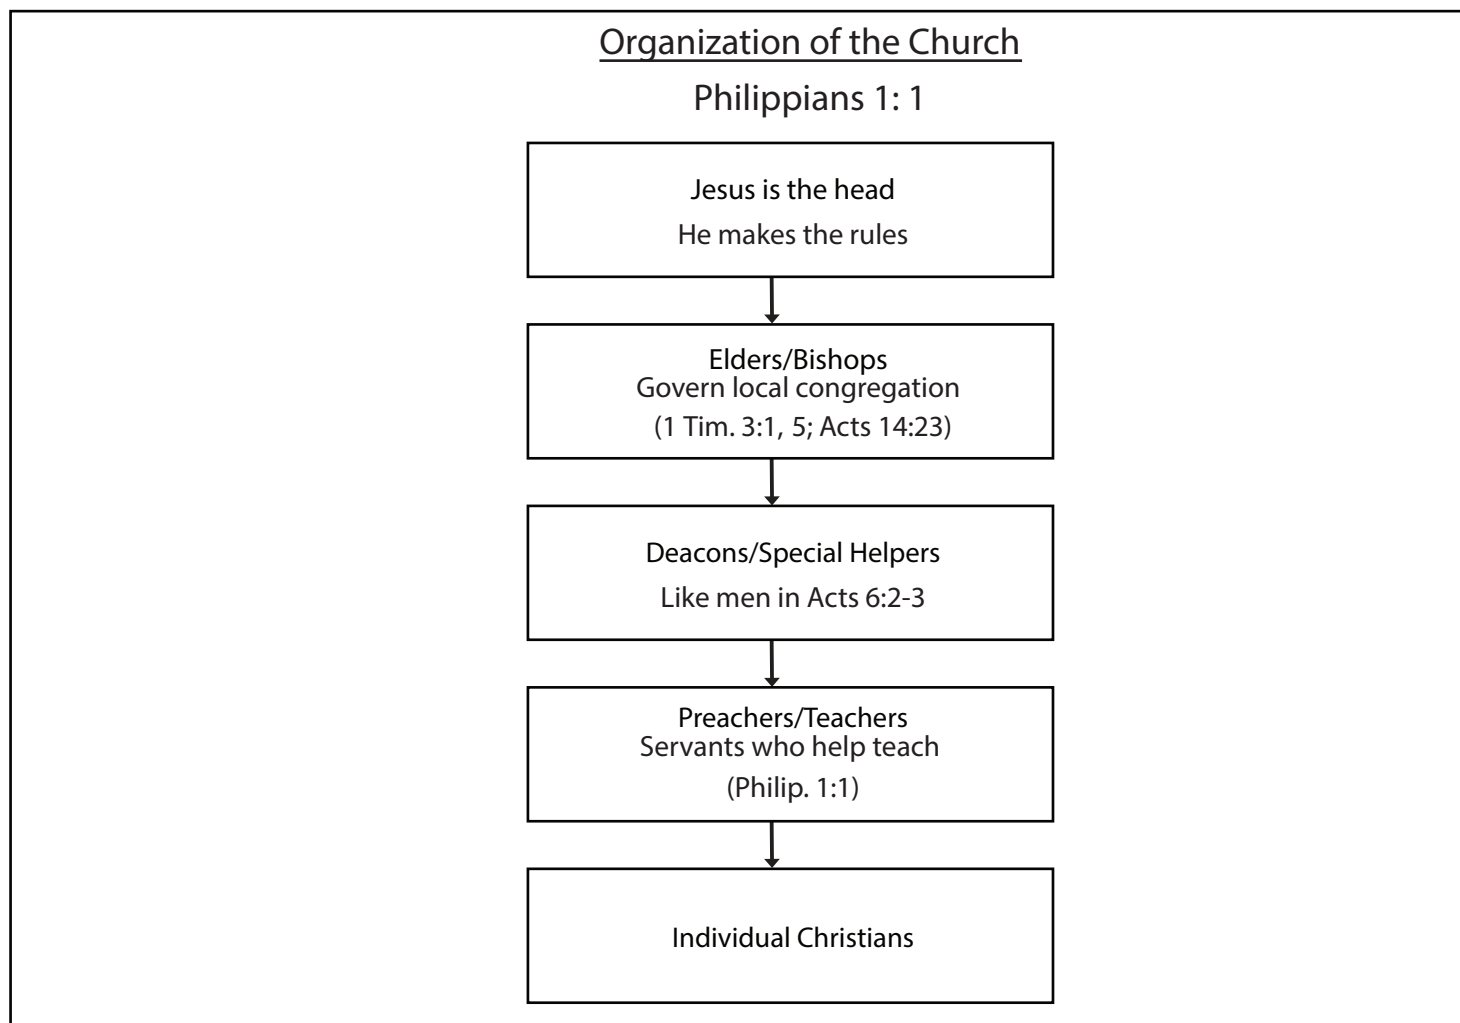 Organization of the Church
Philippians 1: 1
Jesus is the head
He makes the rules
Elders/Bishops
Govern local congregation
(1 Tim. 3:1, 5; Acts 14:23)
Deacons/Special Helpers
Like men in Acts 6:2-3
Preachers/Teachers
Servants who help teach
(Philip. 1:1)
Individual Christians